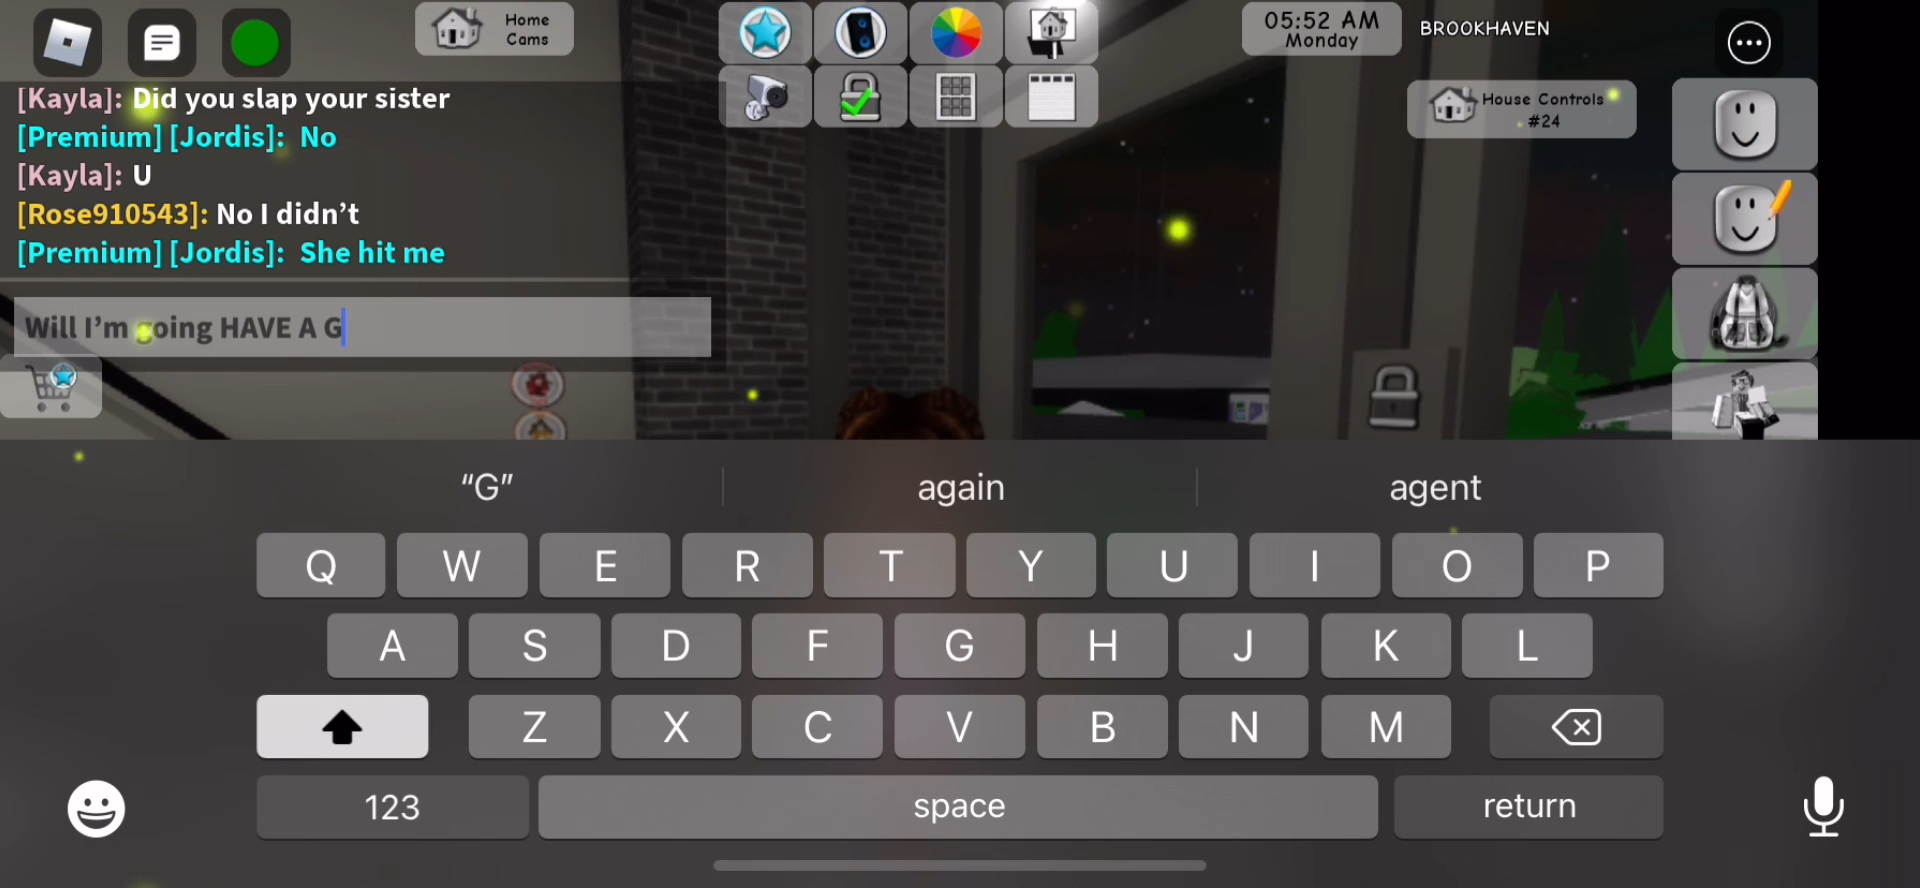 Home
Cams
05:52 AM
Monday
BROOKHAVEN
House Controls
#24
[Kayla]: Did you slap your sister
[Premium] [Jordis]: No
[Kayla]: U
[Rose910543]: No I didn’t
[Premium] [Jordis]: She hit me
Will I’m going HAVE A G
“G” again agent
Q W E R T Y U I O P
A S D F G H J K L
Z X C V B N M
123 space return